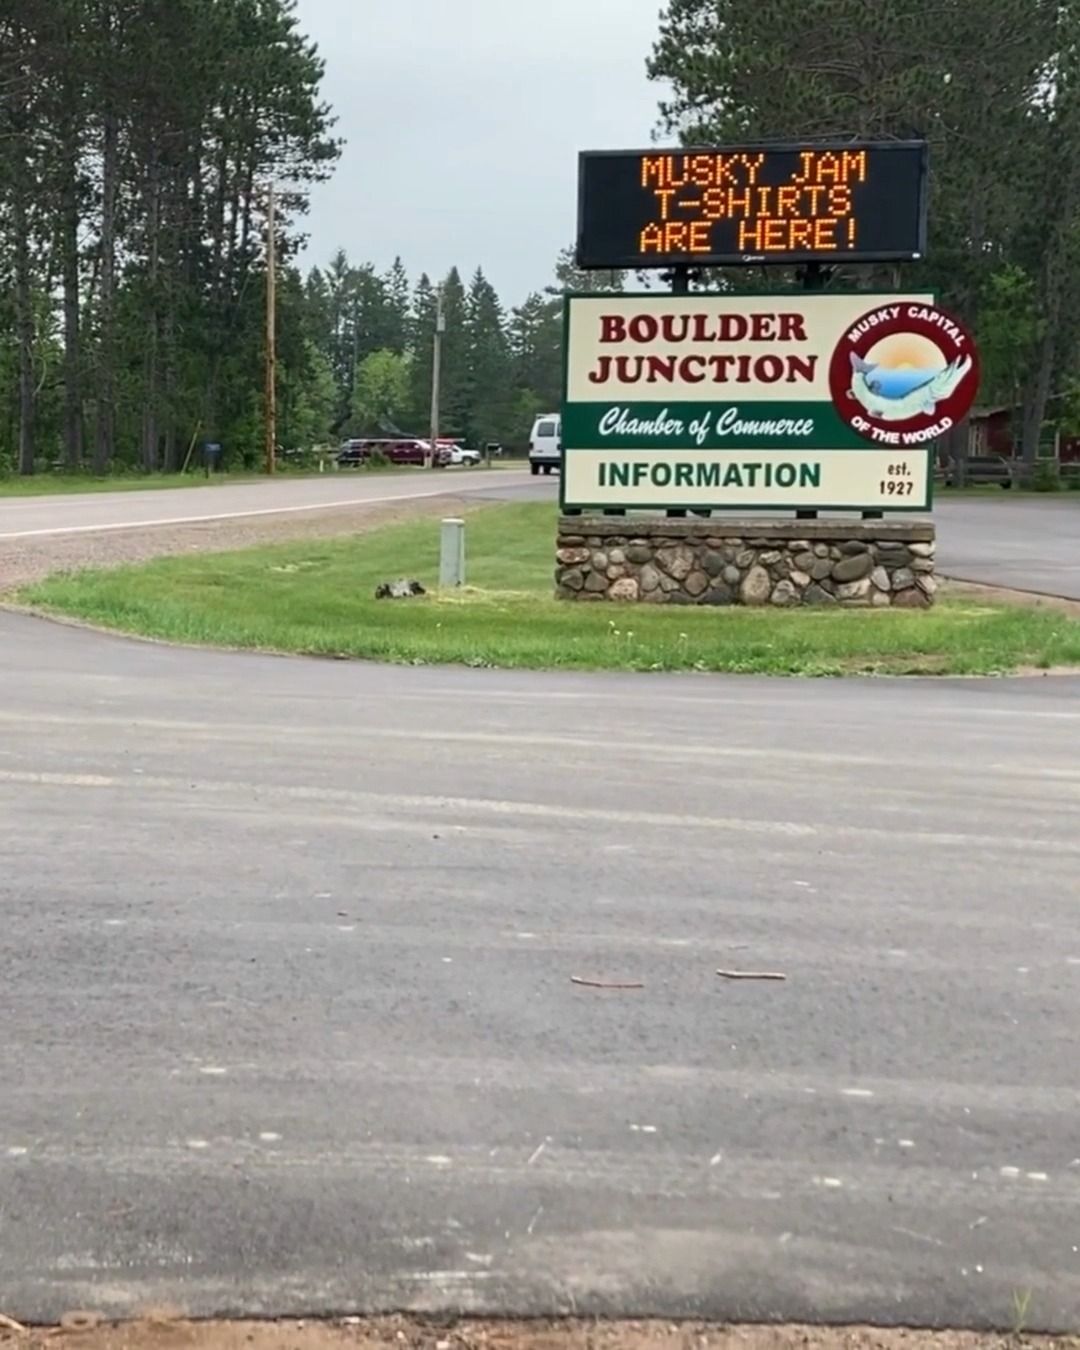 MUSKY JAM
T-SHIRTS
ARE HERE!
BOULDER
JUNCTION
MUSKY CAPITAL
OF THE WORLD
Chamber of Commerce
INFORMATION
est.
1927